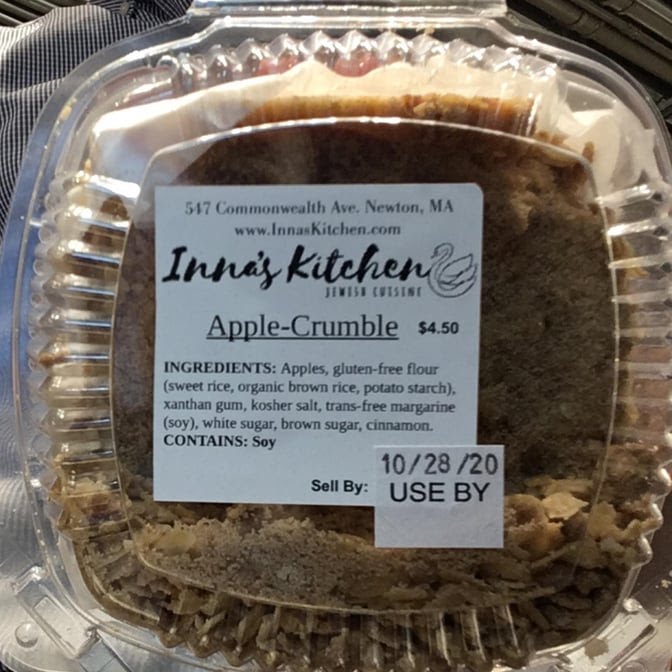 547 Commonwealth Ave. Newton, MA
www.InnasKitchen.com
Inna's Kitchen
JEWISH CUISINE
Apple-Crumble $4.50
INGREDIENTS: Apples, gluten-free flour
(sweet rice, organic brown rice, potato starch),
xanthan gum, kosher salt, trans-free margarine
(soy), white sugar, brown sugar, cinnamon.
CONTAINS: Soy
Sell By: 10/28/20
USE BY